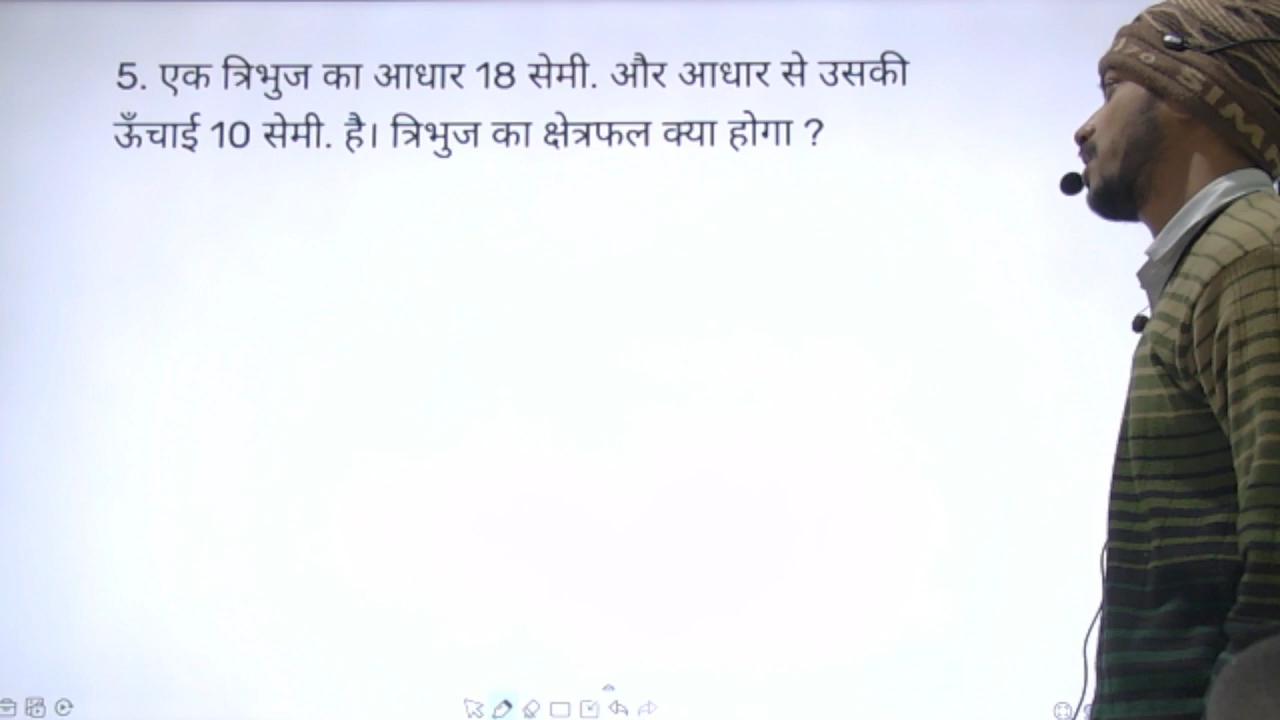 5. एक त्रिभुज का आधार 18 सेमी. और आधार से उसकी
ऊँचाई 10 सेमी. है। त्रिभुज का क्षेत्रफल क्या होगा ?